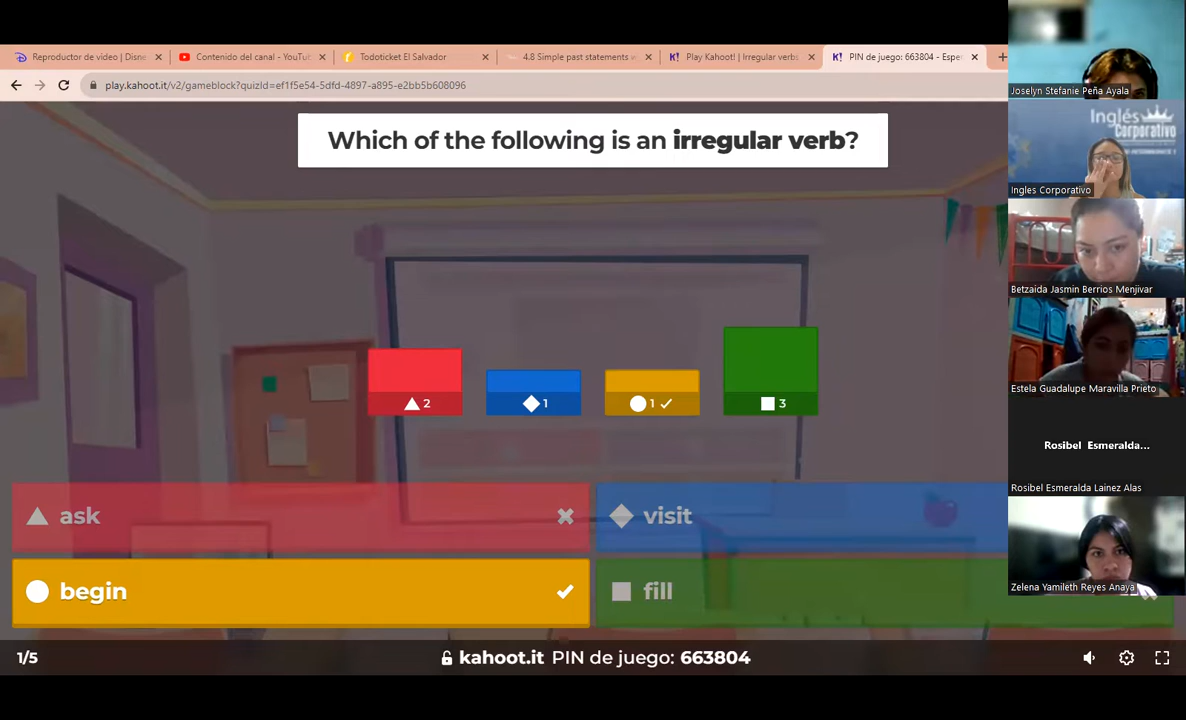 Reproductor de video | Disne
Contenido del canal - YouTu
Todoticket El Salvador
4.8 Simple past statements w
Play Kahoot! | Irregular verbs
PIN de juego: 663804 - Esper
play.kahoot.it/v2/gameblock?quizId=ef1f5e54-5dfd-4897-a895-e2bb5b608096
Which of the following is an irregular verb?
2
1
1
3
ask
visit
begin
fill
1/5
kahoot.it PIN de juego: 663804
Joselyn Stefanie Peña Ayala
Inglés
Corporativo
Ingles Corporativo
Betzaida Jasmin Berrios Menjivar
Estela Guadalupe Maravilla Prieto
Rosibel Esmeralda...
Rosibel Esmeralda Lainez Alas
Zelena Yamileth Reyes Anaya